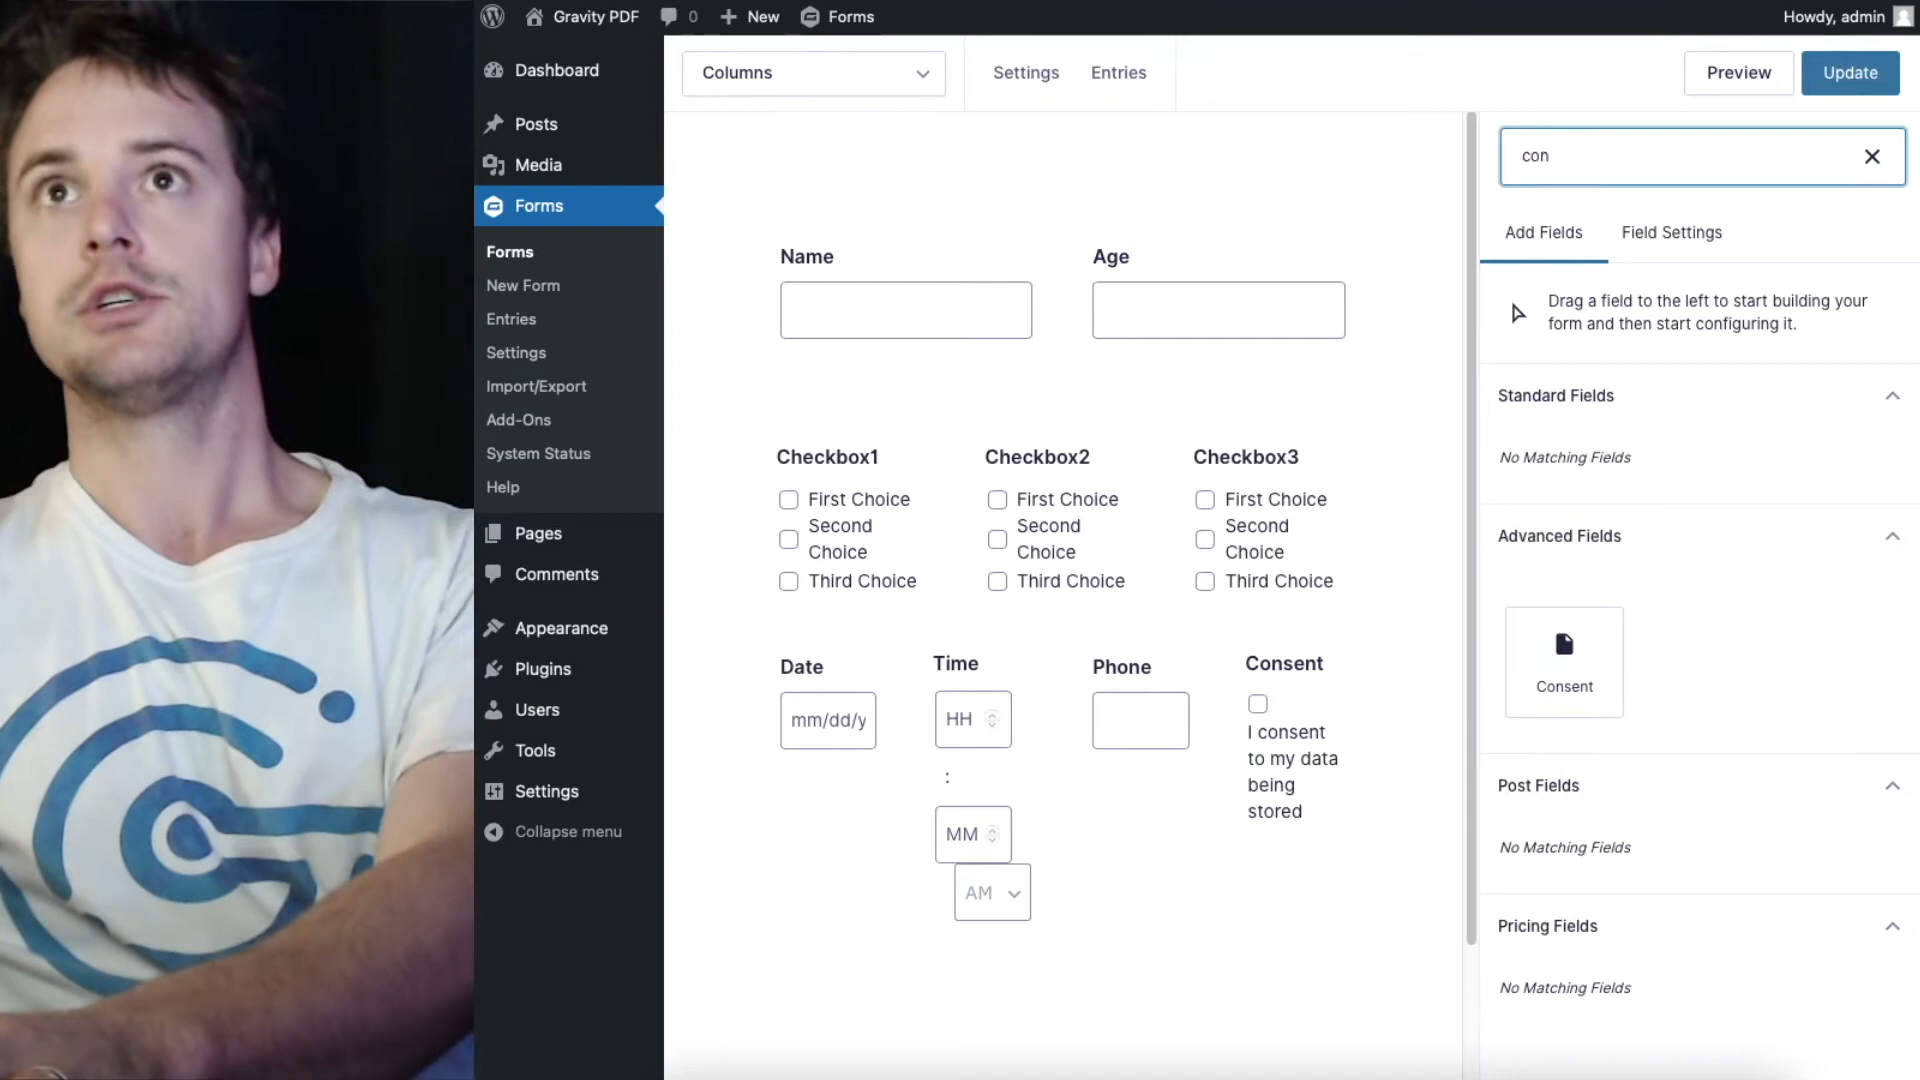 Gravity PDF
0
New
Forms
Howdy, admin
Dashboard
Posts
Media
Forms
Forms
New Form
Entries
Settings
Import/Export
Add-Ons
System Status
Help
Pages
Comments
Appearance
Plugins
Users
Tools
Settings
Collapse menu
Columns
Settings
Entries
Preview
Update
Name
Age
Checkbox1
First Choice
Second
Choice
Third Choice
Checkbox2
First Choice
Second
Choice
Third Choice
Checkbox3
First Choice
Second
Choice
Third Choice
Date
mm/dd/y
Time
HH
:
MM
AM
Phone
Consent
I consent
to my data
being
stored
con
Add Fields
Field Settings
Drag a field to the left to start building your
form and then start configuring it.
Standard Fields
No Matching Fields
Advanced Fields
Consent
Post Fields
No Matching Fields
Pricing Fields
No Matching Fields